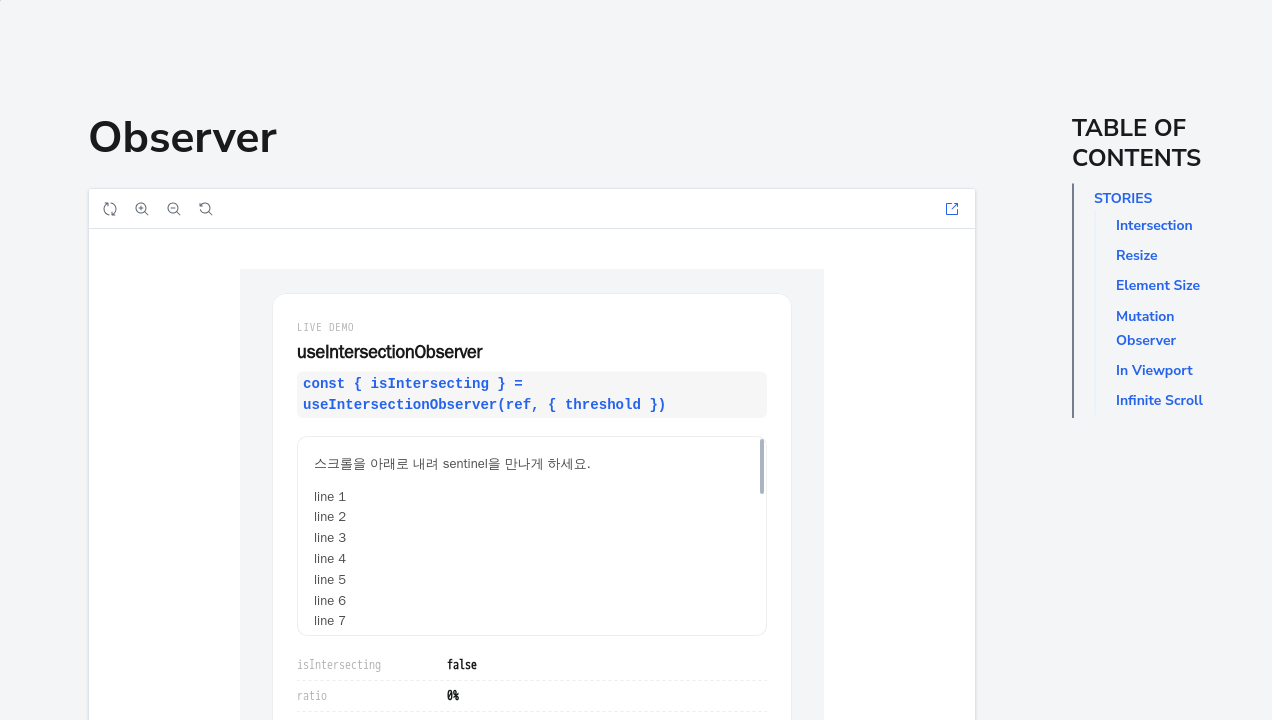 Observer
LIVE DEMO
useIntersectionObserver
const { isIntersecting } =
useIntersectionObserver(ref, { threshold })
스크롤을 아래로 내려 sentinel을 만나게 하세요.
line 1
line 2
line 3
line 4
line 5
line 6
line 7
isIntersecting false
ratio 0%
TABLE OF
CONTENTS
STORIES
Intersection
Resize
Element Size
Mutation
Observer
In Viewport
Infinite Scroll